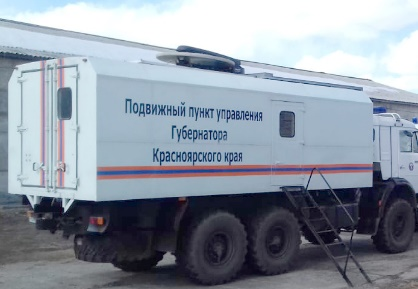 Подвижный пункт управления
Губернатора
Красноярского края